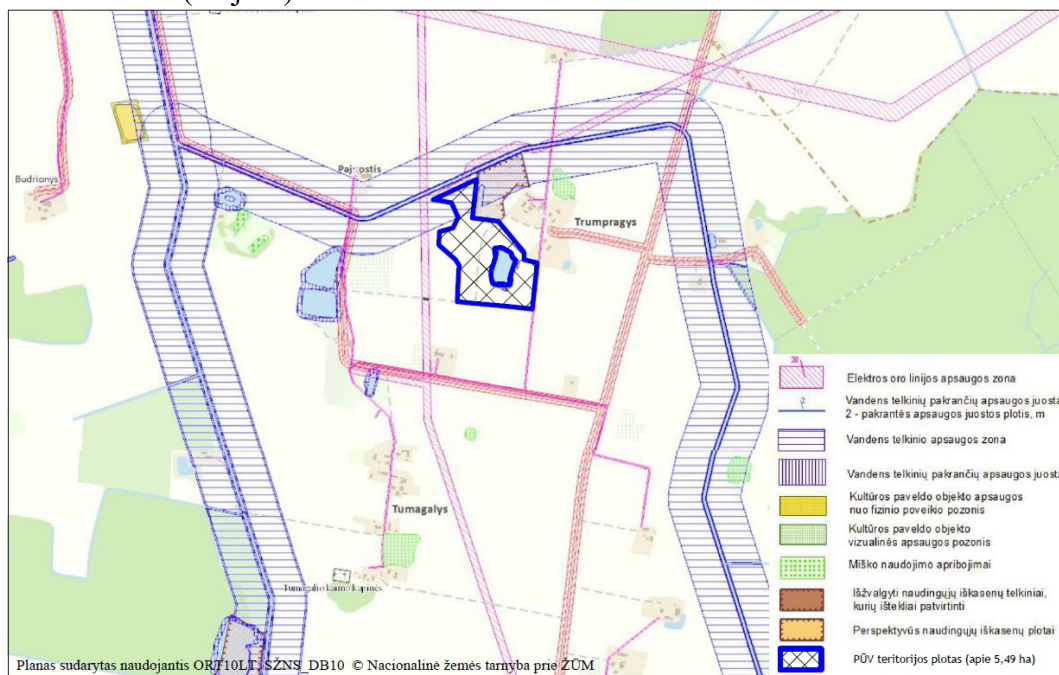 Budrionys
Trumpragys
Tumagalys
Tumagalio kaimo kapinės
20
20
Elektros oro linijos apsaugos zona
2
Vandens telkinių pakrančių apsaugos juosta
2 - pakrantės apsaugos juostos plotis, m
Vandens telkinio apsaugos zona
Vandens telkinių pakrančių apsaugos juosta
Kultūros paveldo objekto apsaugos
nuo fizinio poveikio pozonis
Kultūros paveldo objekto
vizualinės apsaugos pozonis
Miško naudojimo apribojimai
Išžvalgyti naudingųjų iškasenų telkiniai,
kurių ištekliai patvirtinti
Perspektyvūs naudingųjų iškasenų plotai
PŪV teritorijos plotas (apie 5,49 ha)
Planas sudarytas naudojantis ORT10LT, SŽNS_DB10 © Nacionalinė žemės tarnyba prie ŽŪM